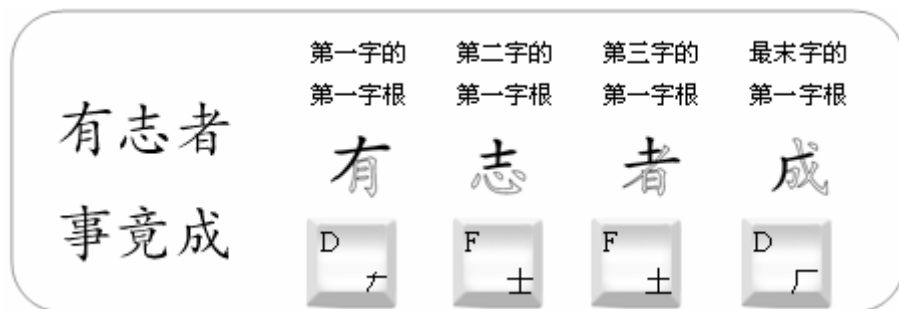 有志者
事竟成
第一字的 第二字的 第三字的 最末字的
第一字根 第一字根 第一字根 第一字根
有 志 者 成
D F F D
𠂇 士 土 厂